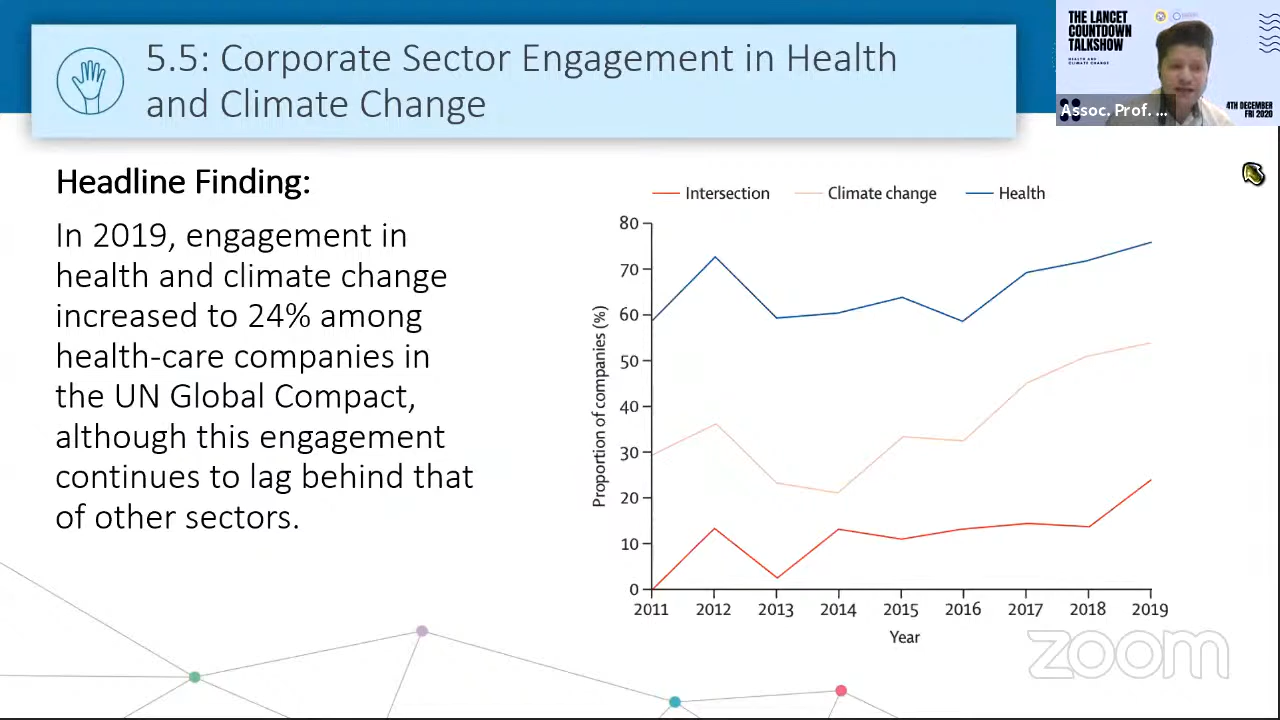 5.5: Corporate Sector Engagement in Health
and Climate Change
THE LANCET
COUNTDOWN
TALKSHOW
HEALTH AND
CLIMATE CHANGE
Assoc. Prof. ...
4TH DECEMBER
FRI 2020
Headline Finding:
In 2019, engagement in
health and climate change
increased to 24% among
health-care companies in
the UN Global Compact,
although this engagement
continues to lag behind that
of other sectors.
Intersection Climate change Health
Proportion of companies (%)
80
70
60
50
40
30
20
10
0
2011 2012 2013 2014 2015 2016 2017 2018 2019
Year
zoom